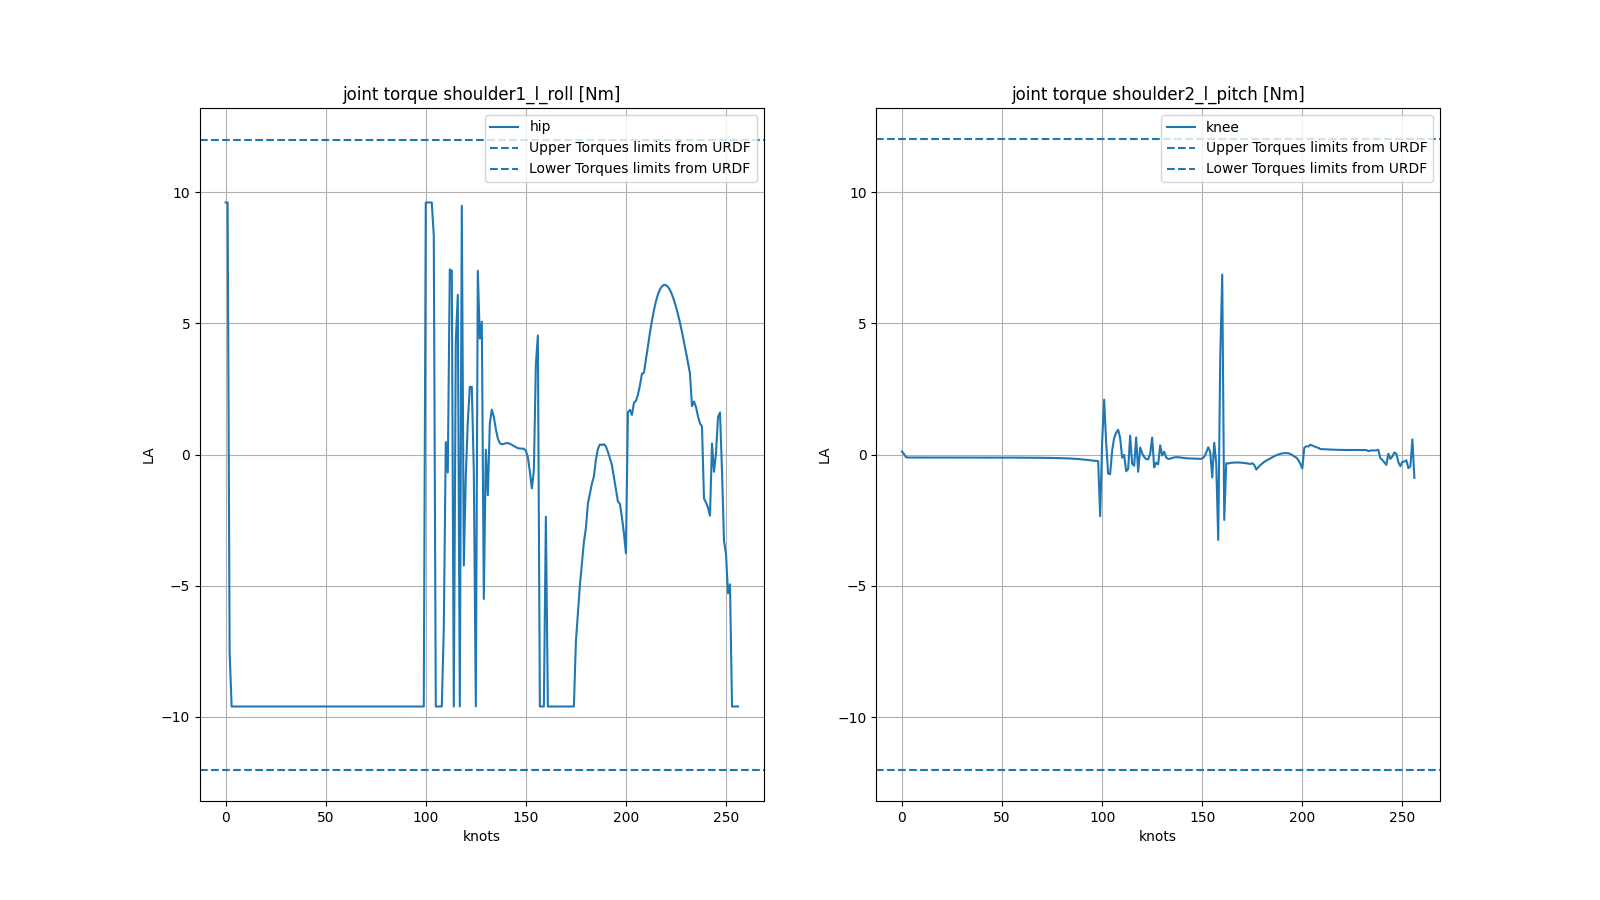 joint torque shoulder1_l_roll [Nm]
hip
Upper Torques limits from URDF
Lower Torques limits from URDF
10
5
0
−5
−10
LA
0 50 100 150 200 250
knots
joint torque shoulder2_l_pitch [Nm]
knee
Upper Torques limits from URDF
Lower Torques limits from URDF
10
5
0
−5
−10
LA
0 50 100 150 200 250
knots